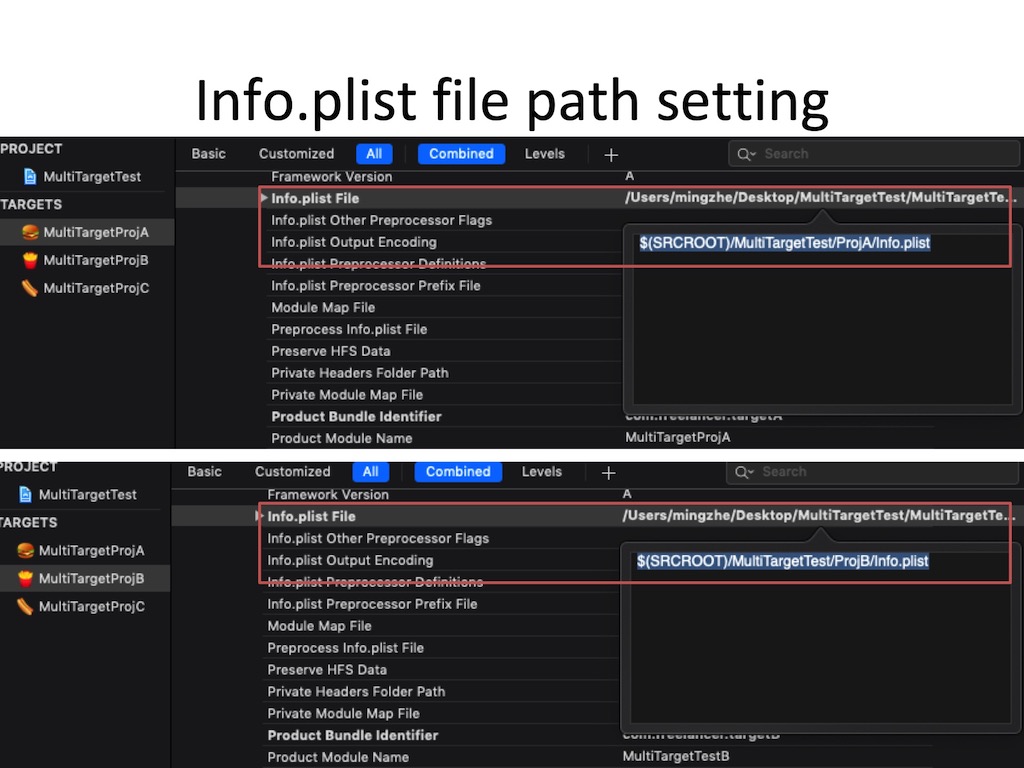 Info.plist file path setting
PROJECT
MultiTargetTest
TARGETS
MultiTargetProjA
MultiTargetProjB
MultiTargetProjC
Basic Customized All Combined Levels + Search
Framework Version A
Info.plist File /Users/mingzhe/Desktop/MultiTargetTest/MultiTargetTe...
Info.plist Other Preprocessor Flags
Info.plist Output Encoding $(SRCROOT)/MultiTargetTest/ProjA/Info.plist
Info.plist Preprocessor Definitions
Info.plist Preprocessor Prefix File
Module Map File
Preprocess Info.plist File
Preserve HFS Data
Private Headers Folder Path
Private Module Map File
Product Bundle Identifier com.freelancer.targetA
Product Module Name MultiTargetProjA
PROJECT
MultiTargetTest
TARGETS
MultiTargetProjA
MultiTargetProjB
MultiTargetProjC
Basic Customized All Combined Levels + Search
Framework Version A
Info.plist File /Users/mingzhe/Desktop/MultiTargetTest/MultiTargetTe...
Info.plist Other Preprocessor Flags
Info.plist Output Encoding $(SRCROOT)/MultiTargetTest/ProjB/Info.plist
Info.plist Preprocessor Definitions
Info.plist Preprocessor Prefix File
Module Map File
Preprocess Info.plist File
Preserve HFS Data
Private Headers Folder Path
Private Module Map File
Product Bundle Identifier com.freelancer.targetB
Product Module Name MultiTargetTestB